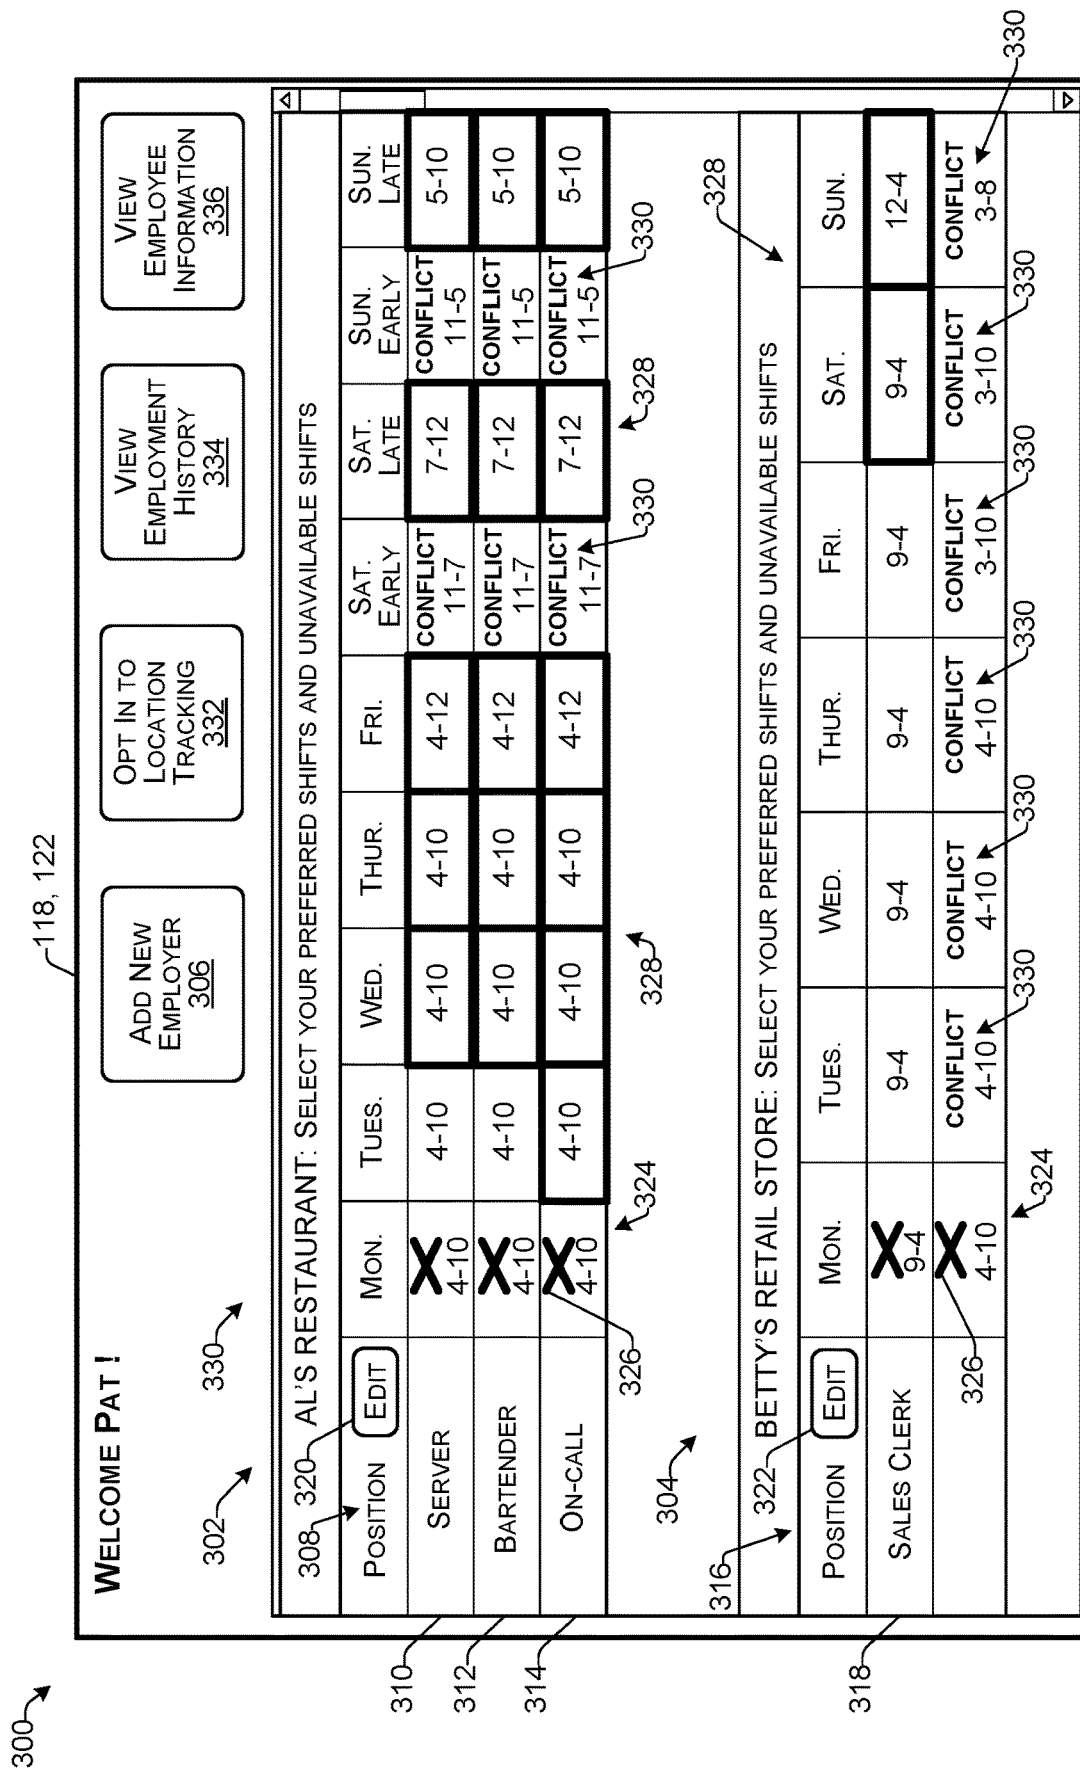 300
118, 122
WELCOME PAT !
ADD NEW
EMPLOYER
306
OPT IN TO
LOCATION
TRACKING
332
VIEW
EMPLOYMENT
HISTORY
334
VIEW
EMPLOYEE
INFORMATION
336
302
330
308
320
AL'S RESTAURANT: SELECT YOUR PREFERRED SHIFTS AND UNAVAILABLE SHIFTS
POSITION EDIT MON. TUES. WED. THUR. FRI. SAT. EARLY SAT. LATE SUN. EARLY SUN. LATE
310
SERVER X 4-10 4-10 4-10 4-10 4-12 CONFLICT 11-7 7-12 CONFLICT 11-5 5-10
312
BARTENDER X 4-10 4-10 4-10 4-10 4-12 CONFLICT 11-7 7-12 CONFLICT 11-5 5-10
314
ON-CALL X 4-10 4-10 4-10 4-10 4-12 CONFLICT 11-7 7-12 CONFLICT 11-5 5-10
326
324
328
330
328
330
304
328
316
322
BETTY'S RETAIL STORE: SELECT YOUR PREFERRED SHIFTS AND UNAVAILABLE SHIFTS
POSITION EDIT MON. TUES. WED. THUR. FRI. SAT. SUN.
318
SALES CLERK X 9-4 9-4 9-4 9-4 9-4 9-4 12-4
X 4-10 CONFLICT 4-10 CONFLICT 4-10 CONFLICT 4-10 CONFLICT 3-10 CONFLICT 3-10 CONFLICT 3-8
326
324
330
330
330
330
330
330